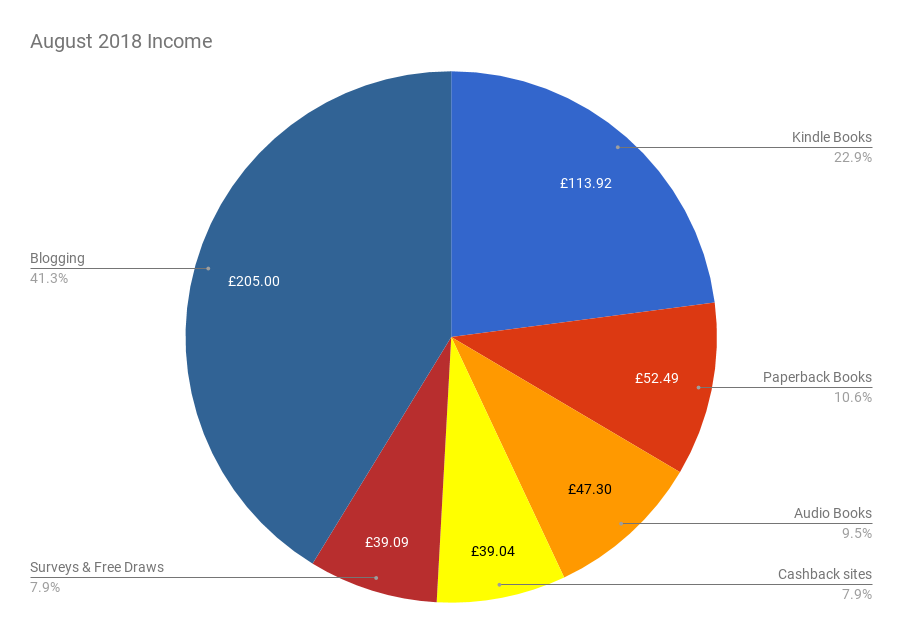 August 2018 Income
Kindle Books
22.9%
£113.92
Blogging
41.3%
£205.00
Paperback Books
10.6%
£52.49
Audio Books
9.5%
£47.30
Cashback sites
7.9%
£39.04
Surveys & Free Draws
7.9%
£39.09